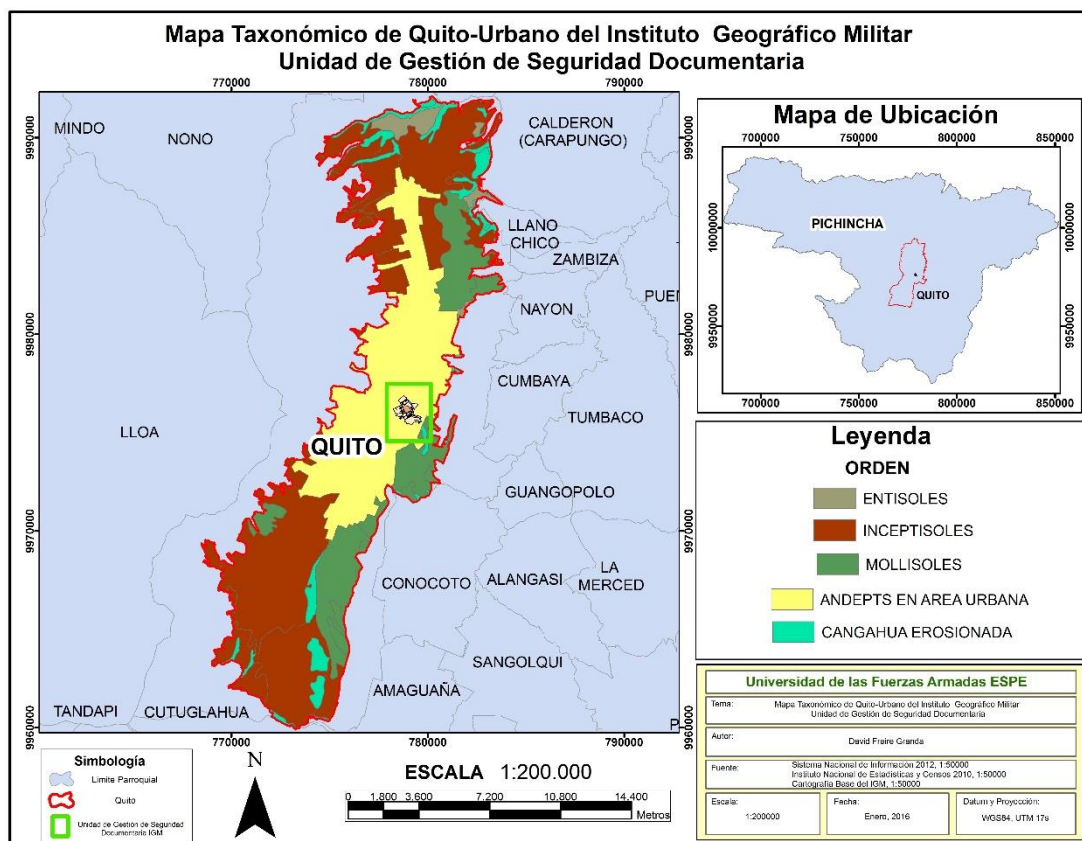 Mapa Taxonómico de Quito-Urbano del Instituto Geográfico Militar
Unidad de Gestión de Seguridad Documentaria
770000 780000 790000
9990000
9980000
9970000
9960000
MINDO
NONO
CALDERON
(CARAPUNGO)
LLANO
CHICO
ZAMBIZA
NAYON
PUEN
CUMBAYA
TUMBACO
LLOA
QUITO
GUANGOPOLO
CONOCOTO
ALANGASI
LA
MERCED
SANGOLQUI
AMAGUAÑA
TANDAPI
CUTUGLAHUA
P
770000 780000 790000
Simbología
Limite Parroquial
Quito
Unidad de Gestión de Seguridad
Documentaria IGM
N
ESCALA 1:200.000
0 1,800 3,600 7,200 10,800 14,400
Metros
Mapa de Ubicación
700000 750000 800000 850000
10000000
9950000
PICHINCHA
QUITO
10000000
9950000
700000 750000 800000 850000
Leyenda
ORDEN
ENTISOLES
INCEPTISOLES
MOLLISOLES
ANDEPTS EN AREA URBANA
CANGAHUA EROSIONADA
Universidad de las Fuerzas Armadas ESPE
Tema: Mapa Taxonómico de Quito-Urbano del Instituto Geográfico Militar
Unidad de Gestión de Seguridad Documentaria
Autor: David Freire Granda
Fuente: Sistema Nacional de Información 2012, 1:50000
Instituto Nacional de Estadísticas y Censos 2010, 1:50000
Cartografía Base del IGM, 1:50000
Escala: Fecha: Datum y Proyección:
1:200000 Enero, 2016 WGS84, UTM 17s